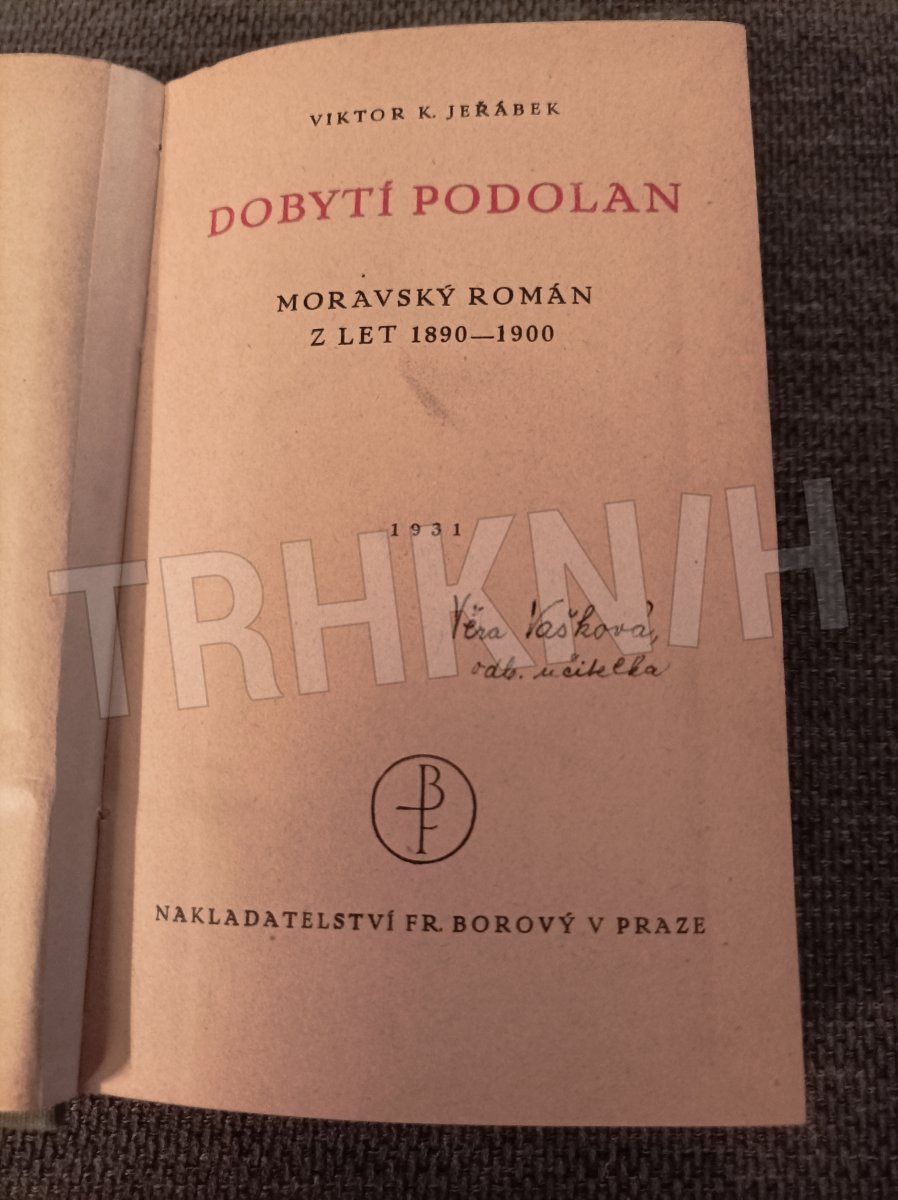 VIKTOR K. JEŘÁBEK
DOBYTÍ PODOLAN
MORAVSKÝ ROMÁN
Z LET 1890—1900
1931
TRHKNIH
Věra Vašková,
odb. učitelka
BF
NAKLADATELSTVÍ FR. BOROVÝ V PRAZE